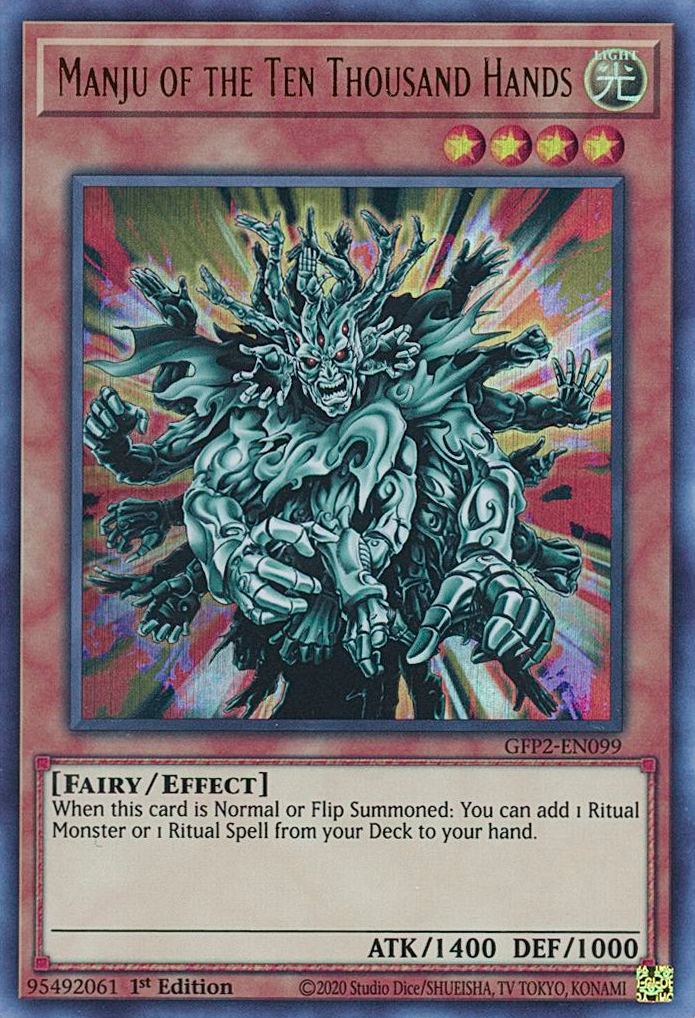 Manju of the Ten Thousand Hands
LIGHT
光
GFP2-EN099
[Fairy/Effect]
When this card is Normal or Flip Summoned: You can add 1 Ritual
Monster or 1 Ritual Spell from your Deck to your hand.
ATK/1400 DEF/1000
95492061 1st Edition
©2020 Studio Dice/SHUEISHA, TV TOKYO, KONAMI